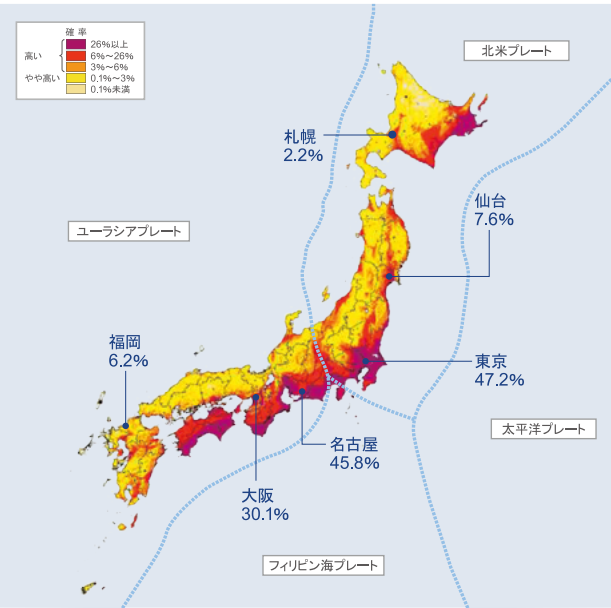 確 率
高い
26%以上
6%～26%
3%～6%
やや高い
0.1%～3%
0.1%未満
北米プレート
札幌
2.2%
仙台
7.6%
ユーラシアプレート
福岡
6.2%
東京
47.2%
太平洋プレート
名古屋
45.8%
大阪
30.1%
フィリピン海プレート